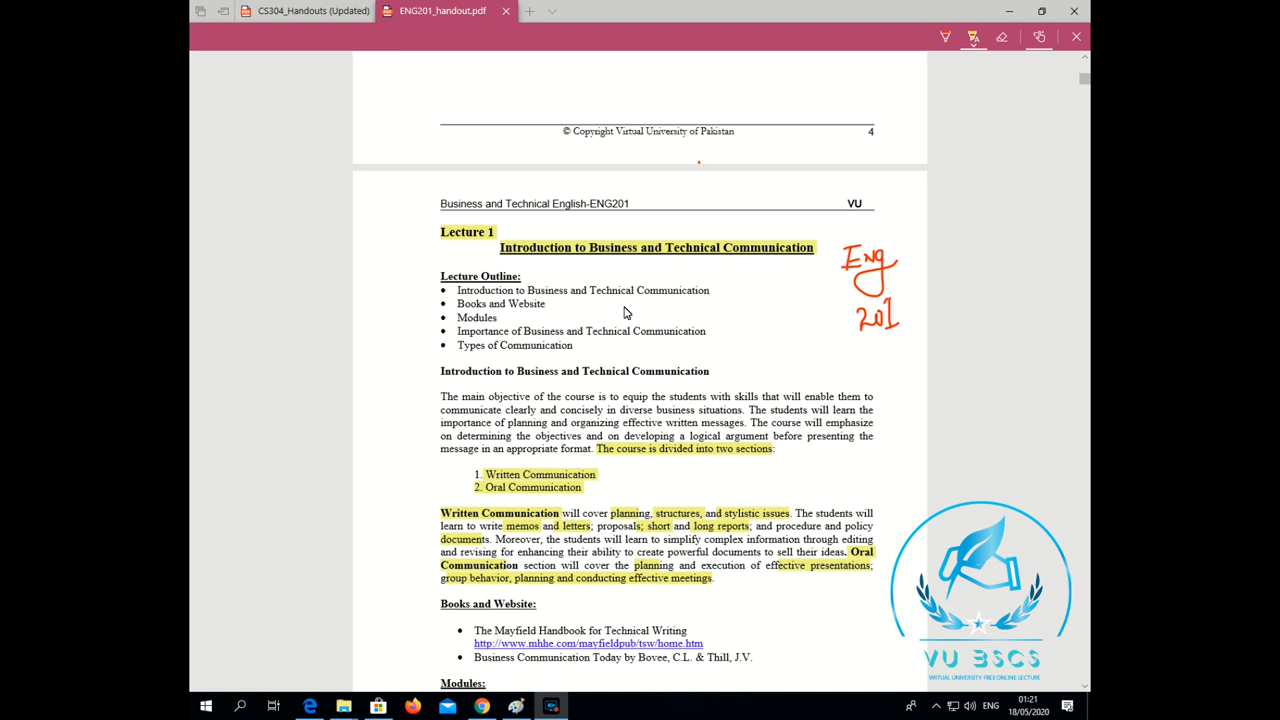 CS304_Handouts (Updated)
ENG201_handout.pdf
© Copyright Virtual University of Pakistan 4
Business and Technical English-ENG201 VU
Lecture 1
Introduction to Business and Technical Communication
Eng
201
Lecture Outline:
• Introduction to Business and Technical Communication
• Books and Website
• Modules
• Importance of Business and Technical Communication
• Types of Communication
Introduction to Business and Technical Communication
The main objective of the course is to equip the students with skills that will enable them to
communicate clearly and concisely in diverse business situations. The students will learn the
importance of planning and organizing effective written messages. The course will emphasize
on determining the objectives and on developing a logical argument before presenting the
message in an appropriate format. The course is divided into two sections:
1. Written Communication
2. Oral Communication
Written Communication will cover planning, structures, and stylistic issues. The students will
learn to write memos and letters; proposals; short and long reports; and procedure and policy
documents. Moreover, the students will learn to simplify complex information through editing
and revising for enhancing their ability to create powerful documents to sell their ideas. Oral
Communication section will cover the planning and execution of effective presentations;
group behavior, planning and conducting effective meetings.
Books and Website:
• The Mayfield Handbook for Technical Writing
http://www.mhhe.com/mayfieldpub/tsw/home.htm
• Business Communication Today by Bovee, C.L. & Thill, J.V.
Modules:
VU BSCS
VIRTUAL UNIVERSITY FREE ONLINE LECTURE
ENG
01:21
18/05/2020